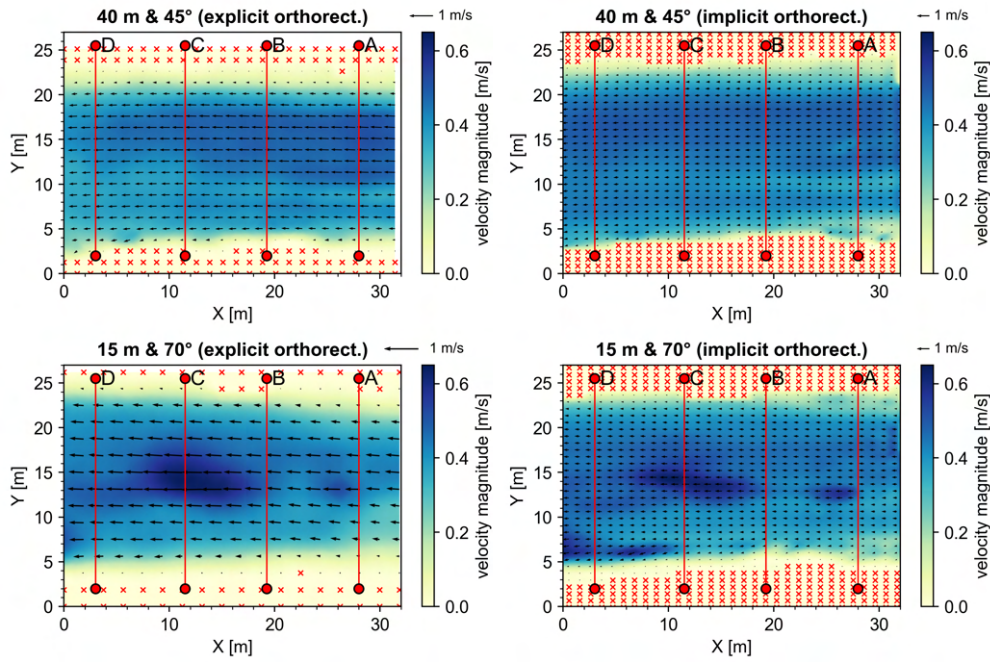 40 m & 45° (explicit orthorect.)
1 m/s
D
C
B
A
25
20
15
10
5
0
Y [m]
0
10
20
30
X [m]
0.6
0.4
0.2
0.0
velocity magnitude [m/s]
40 m & 45° (implicit orthorect.)
1 m/s
D
C
B
A
25
20
15
10
5
0
Y [m]
0
10
20
30
X [m]
0.6
0.4
0.2
0.0
velocity magnitude [m/s]
15 m & 70° (explicit orthorect.)
1 m/s
D
C
B
A
25
20
15
10
5
0
Y [m]
0
10
20
30
X [m]
0.6
0.4
0.2
0.0
velocity magnitude [m/s]
15 m & 70° (implicit orthorect.)
1 m/s
D
C
B
A
25
20
15
10
5
0
Y [m]
0
10
20
30
X [m]
0.6
0.4
0.2
0.0
velocity magnitude [m/s]